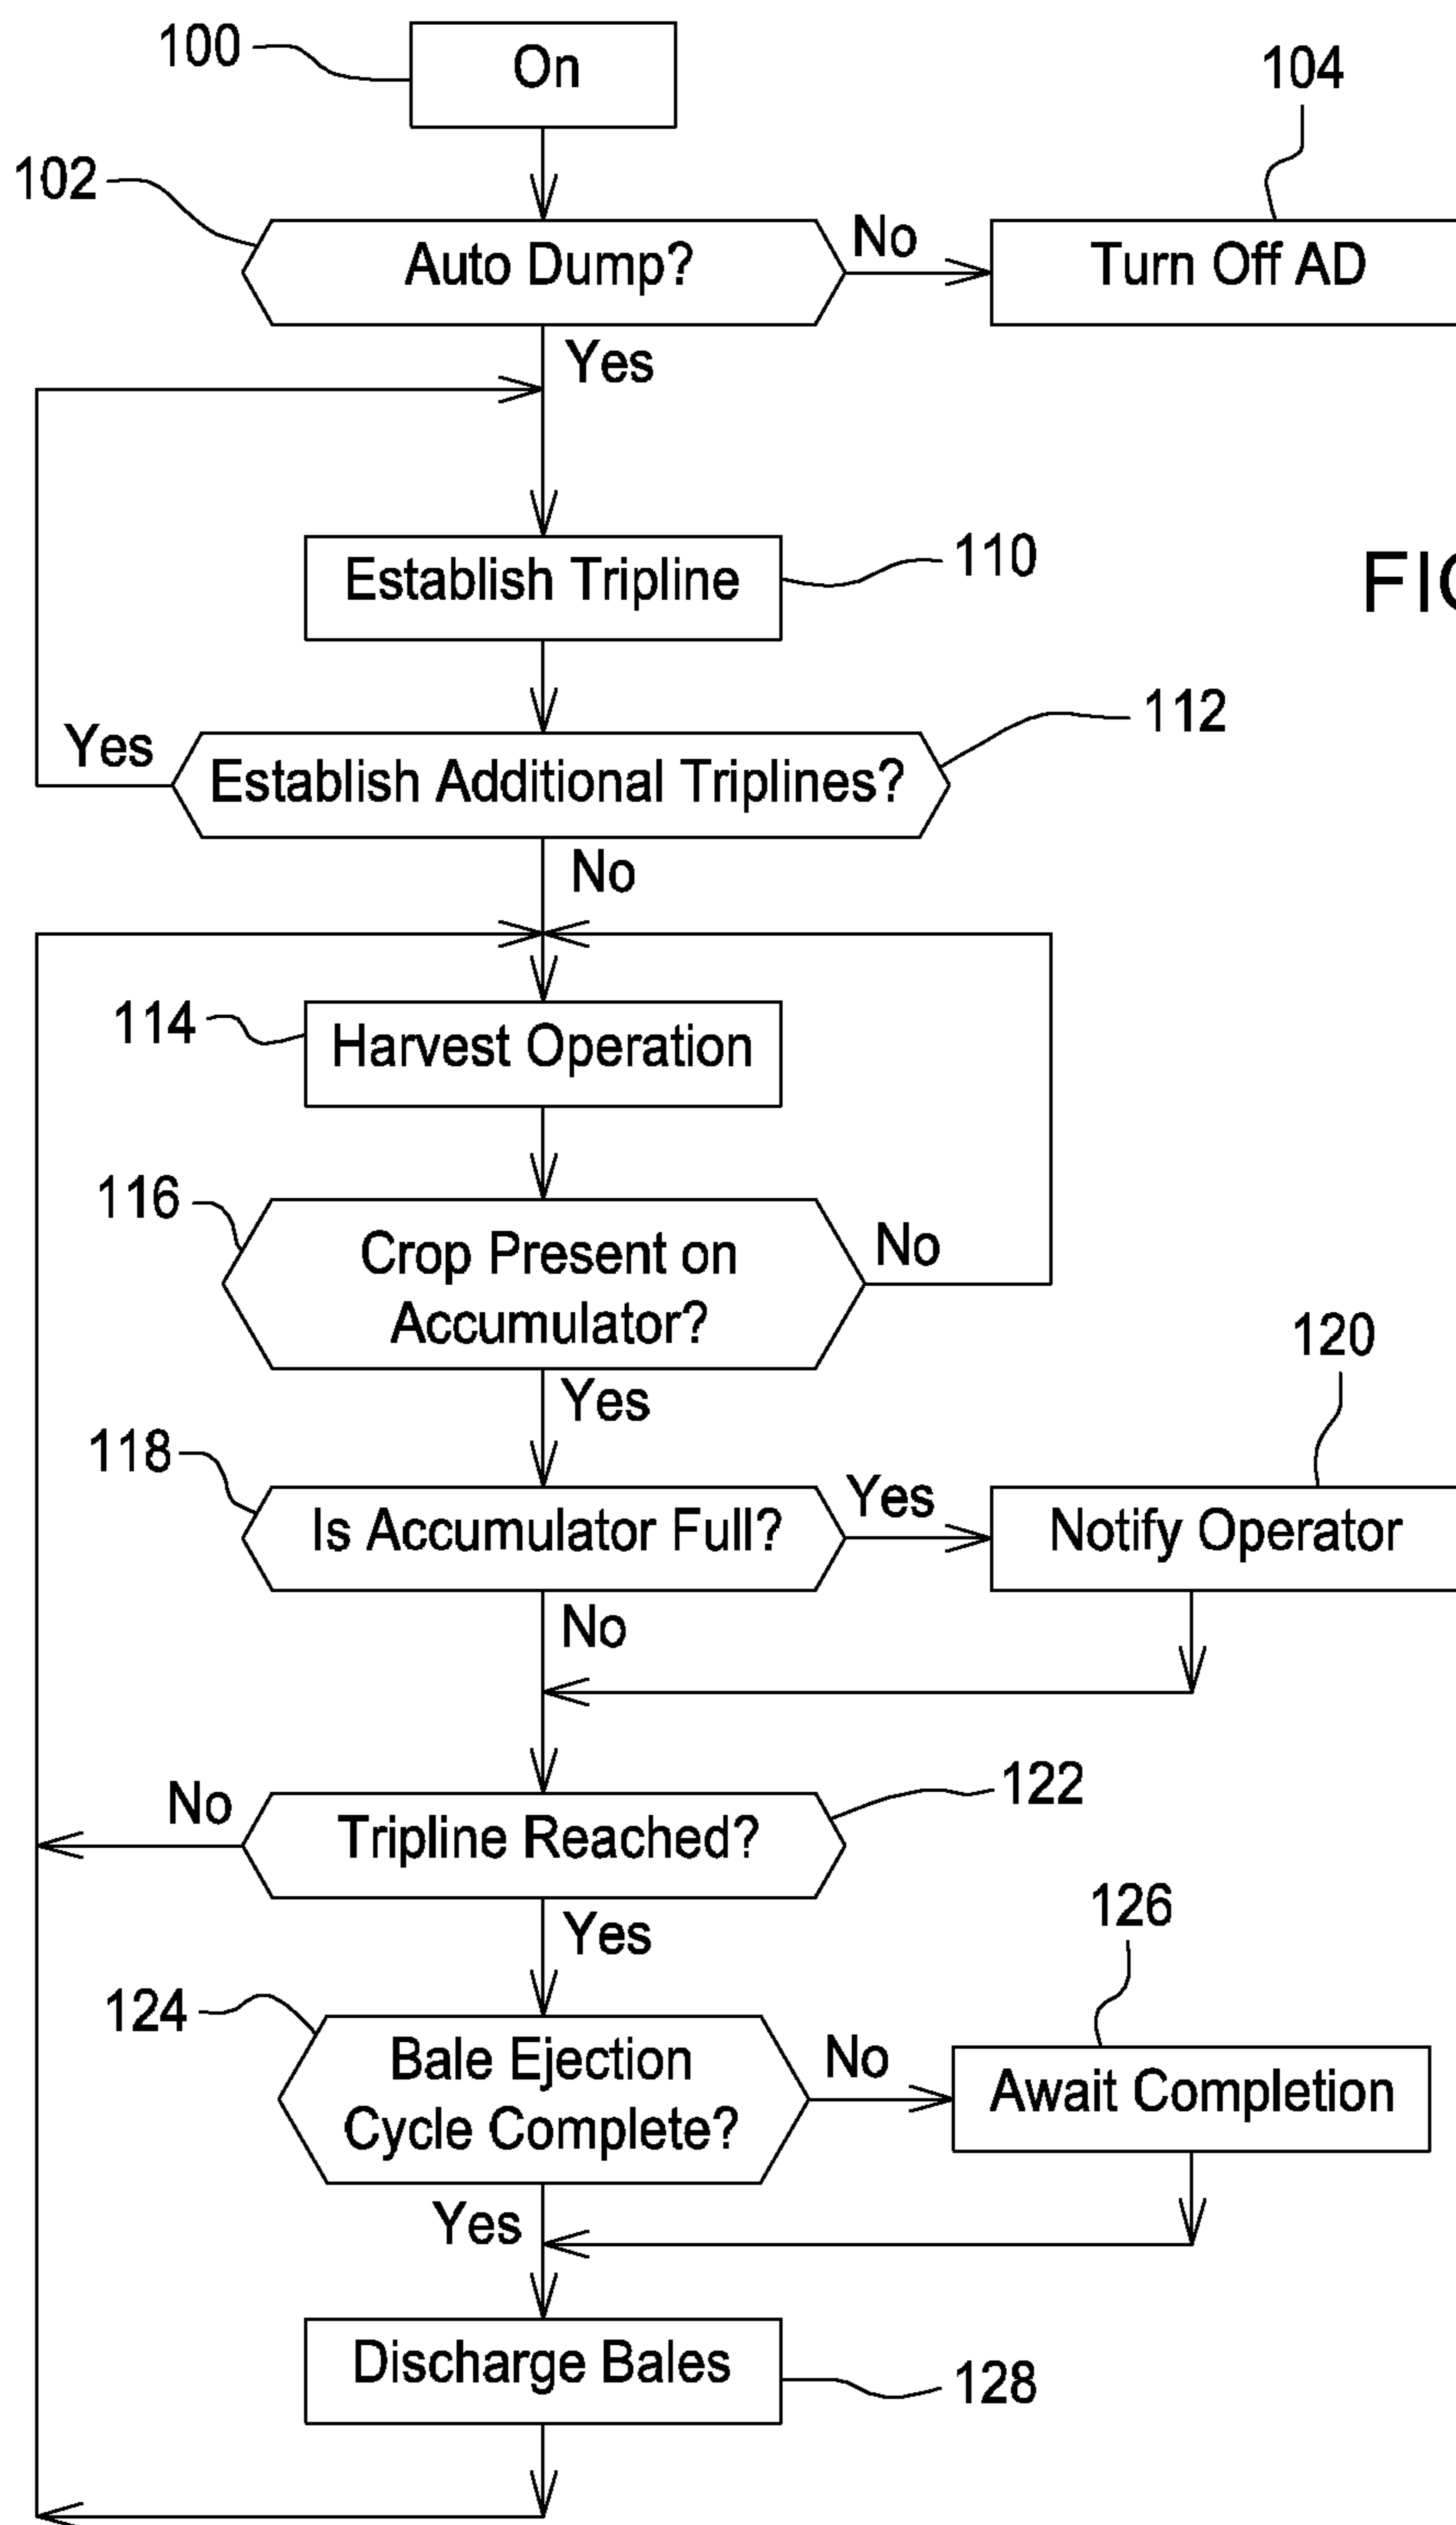 100
On
104
102
Auto Dump?
No
Turn Off AD
Yes
Establish Tripline
110
FIG
112
Yes
Establish Additional Triplines?
No
114
Harvest Operation
116
Crop Present on
Accumulator?
No
120
Yes
118
Is Accumulator Full?
Yes
Notify Operator
No
122
No
Tripline Reached?
126
Yes
124
Bale Ejection
Cycle Complete?
No
Await Completion
Yes
Discharge Bales
128